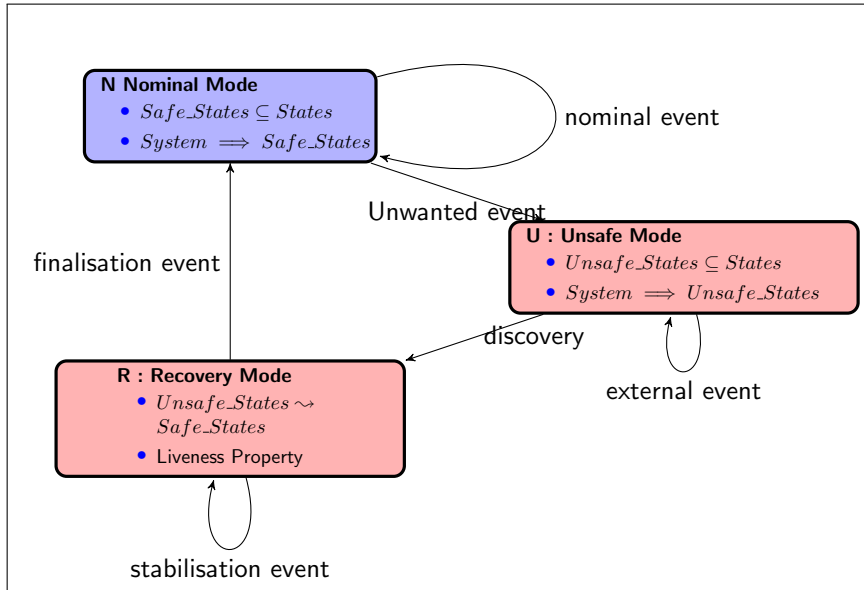 N Nominal Mode
• Safe_States ⊆ States
• System ⟹ Safe_States
nominal event
Unwanted event
U : Unsafe Mode
• Unsafe_States ⊆ States
• System ⟹ Unsafe_States
finalisation event
discovery
external event
R : Recovery Mode
• Unsafe_States ⤳
Safe_States
• Liveness Property
stabilisation event